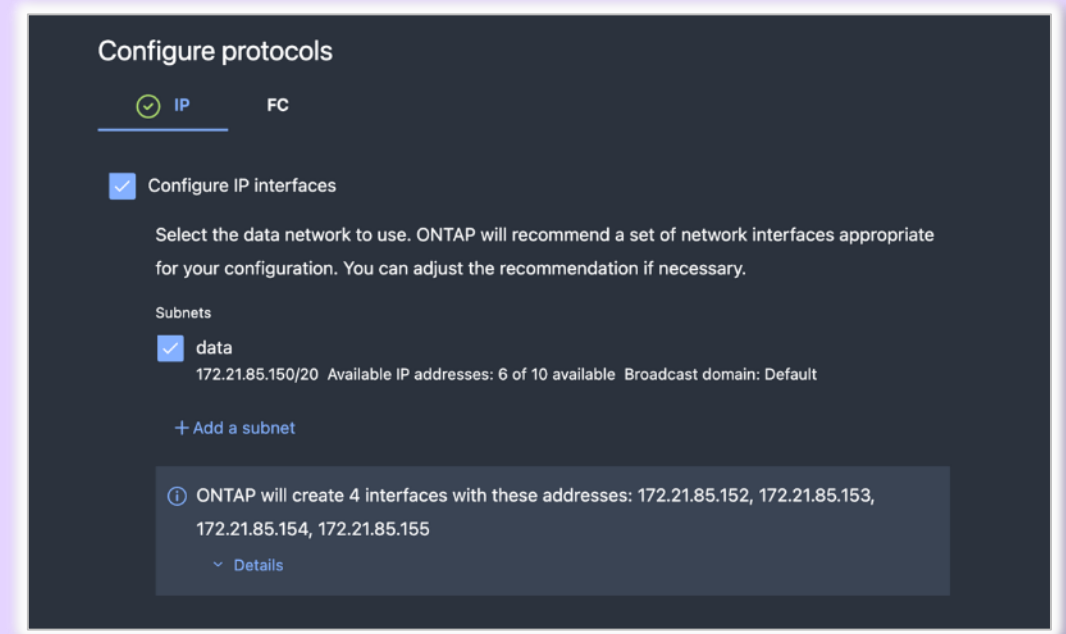 Configure protocols
IP FC
Configure IP interfaces
Select the data network to use. ONTAP will recommend a set of network interfaces appropriate
for your configuration. You can adjust the recommendation if necessary.
Subnets
data
172.21.85.150/20 Available IP addresses: 6 of 10 available Broadcast domain: Default
+ Add a subnet
ONTAP will create 4 interfaces with these addresses: 172.21.85.152, 172.21.85.153,
172.21.85.154, 172.21.85.155
Details